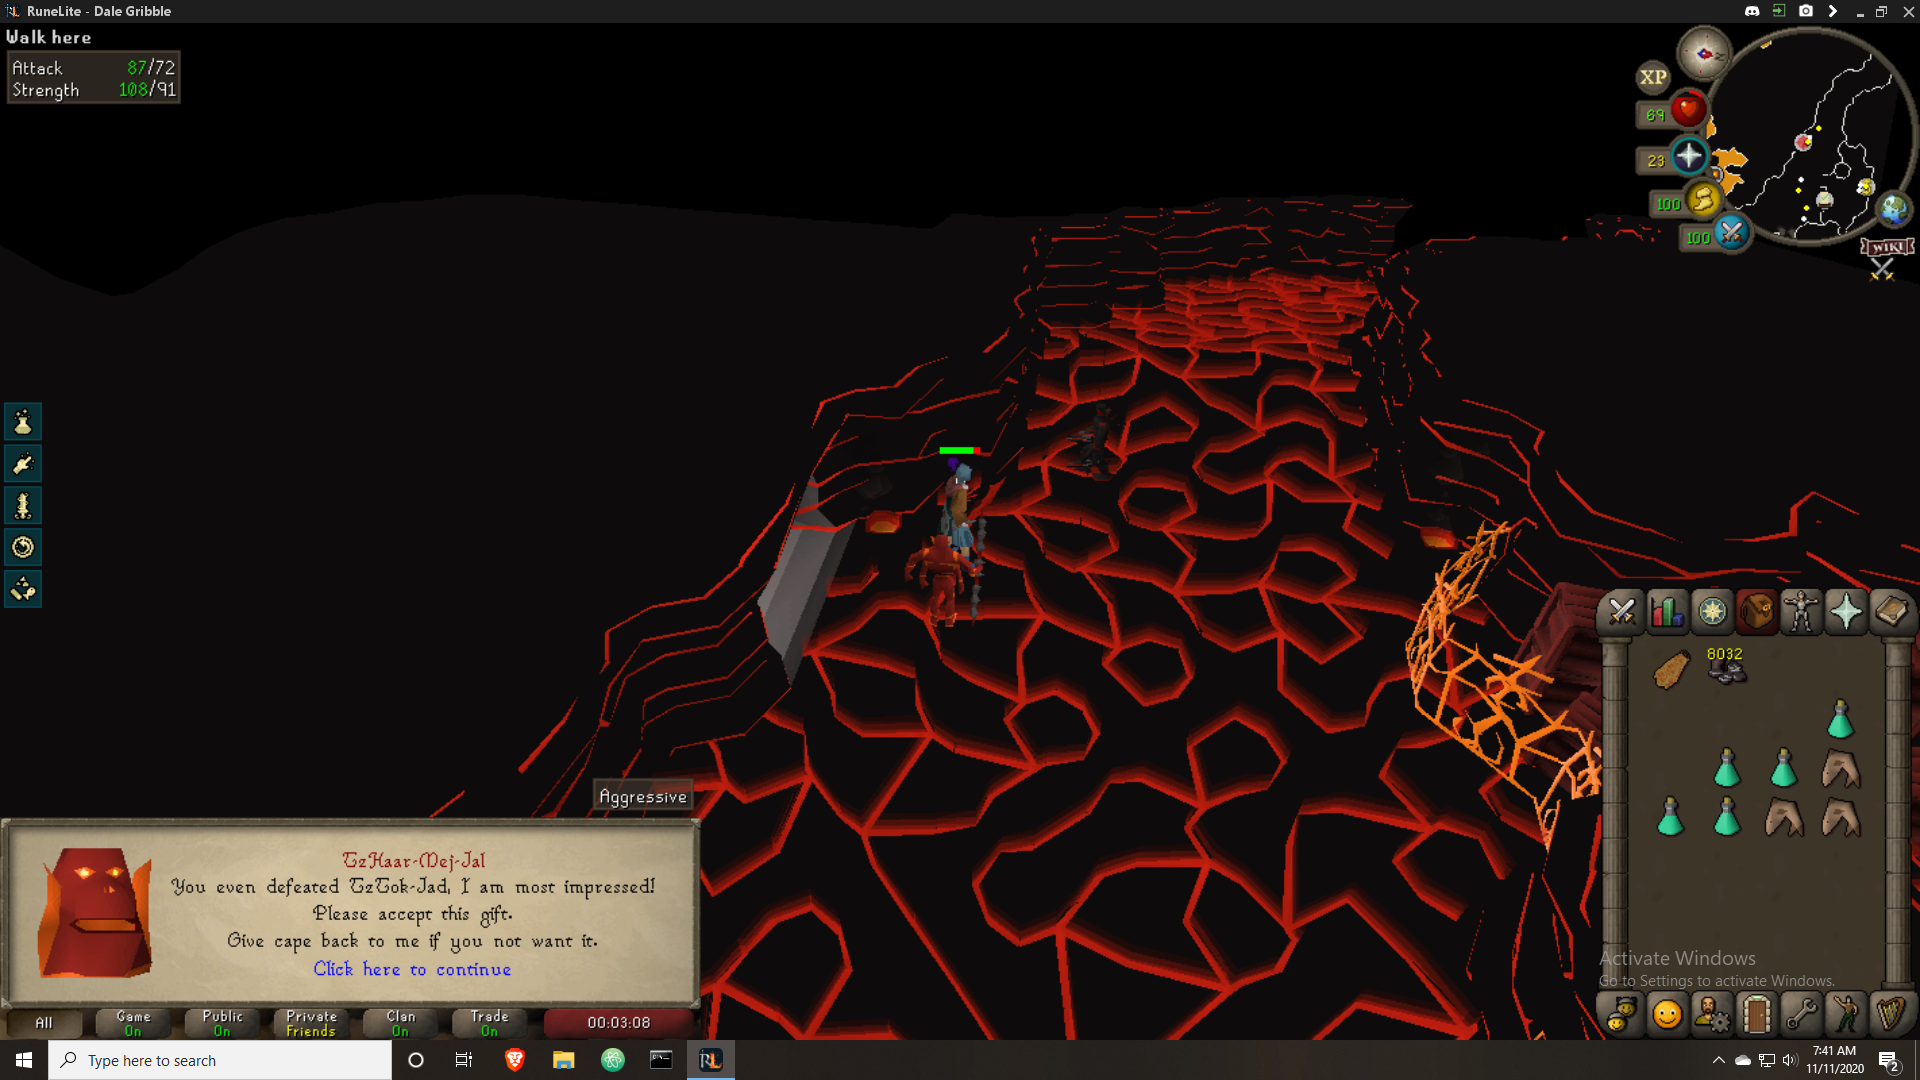 RuneLite - Dale Gribble
Walk here
Attack 87/72
Strength 108/91
XP
69
23
100
100
WIKI
8032
Aggressive
TzHaar-Mej-Jal
You even defeated TzTok-Jad, I am most impressed!
Please accept this gift.
Give cape back to me if you not want it.
Click here to continue
Activate Windows
Go to Settings to activate Windows.
All
Game
On
Public
On
Private
Friends
Clan
On
Trade
On
00:03:08
Type here to search
RL
7:41 AM
11/11/2020
2